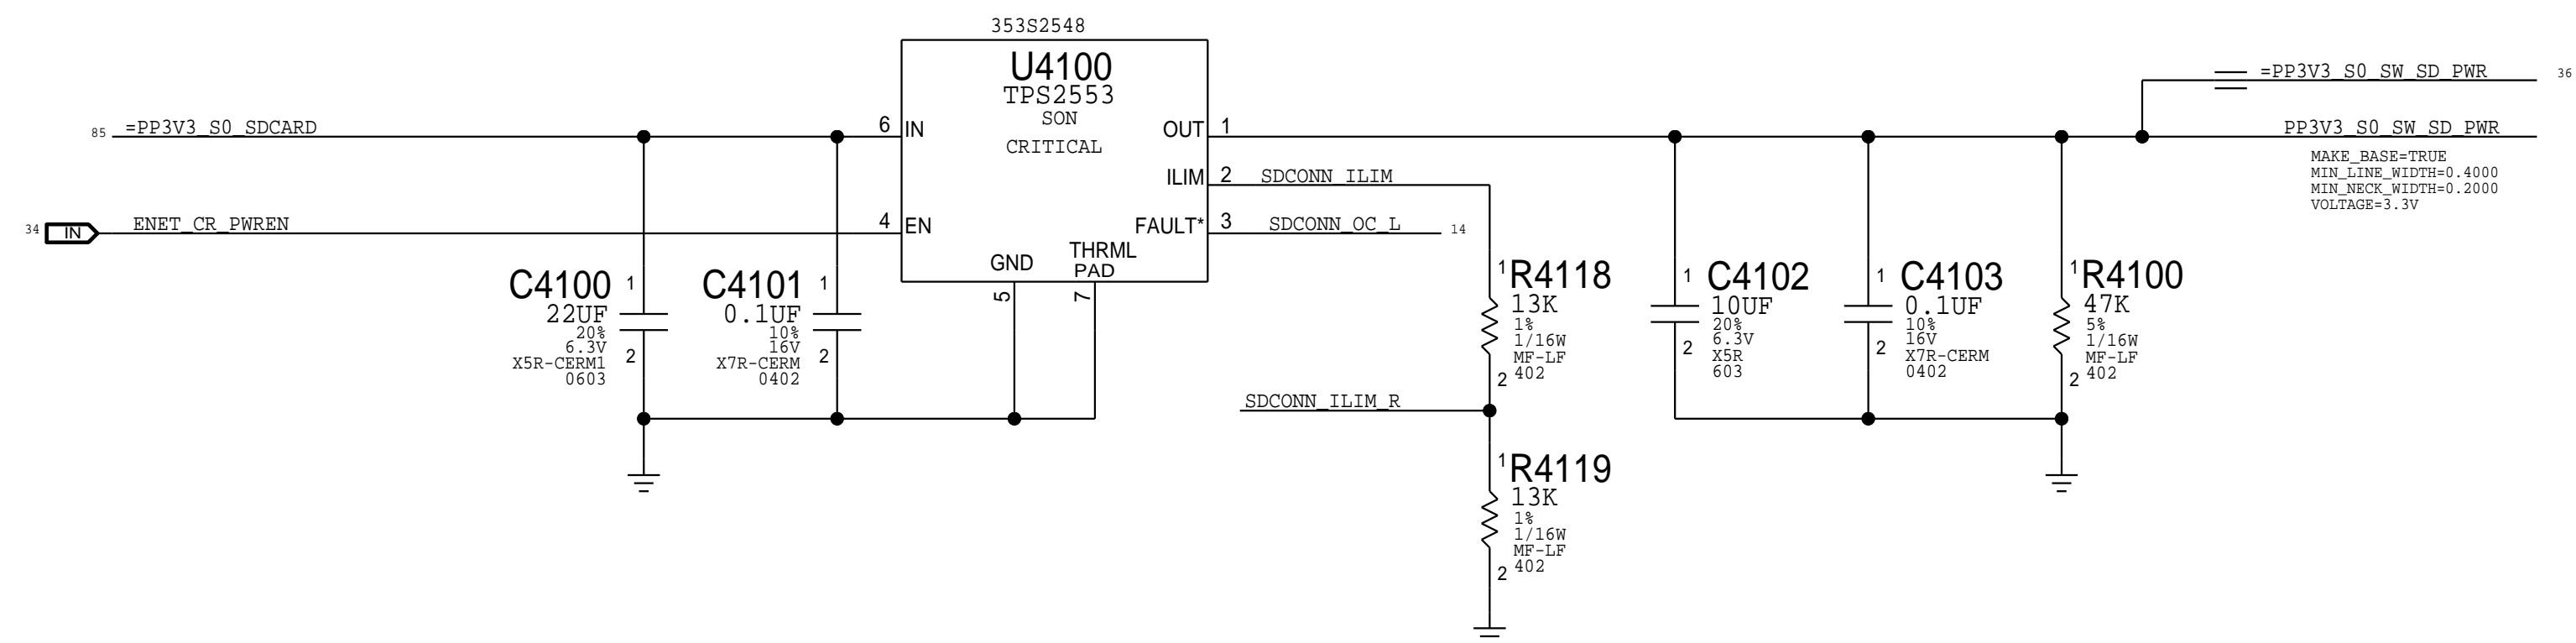 353S2548
U4100
TPS2553
SON
CRITICAL
=PP3V3_S0_SW_SD_PWR 36
85 =PP3V3_S0_SDCARD
6 IN
OUT 1
PP3V3_S0_SW_SD_PWR
MAKE_BASE=TRUE
MIN_LINE_WIDTH=0.4000
MIN_NECK_WIDTH=0.2000
VOLTAGE=3.3V
ILIM 2 SDCONN_ILIM
34 IN ENET_CR_PWREN
4 EN
FAULT* 3 SDCONN_OC_L 14
GND
THRML
PAD
5
7
C4100 1
22UF
20%
6.3V
X5R-CERM1
0603
2
C4101 1
0.1UF
10%
16V
X7R-CERM
0402
2
1 R4118
13K
1%
1/16W
MF-LF
2 402
1 C4102
10UF
20%
6.3V
2 X5R
603
1 C4103
0.1UF
10%
16V
2 X7R-CERM
0402
1 R4100
47K
5%
1/16W
MF-LF
2 402
SDCONN_ILIM_R
1 R4119
13K
1%
1/16W
MF-LF
2 402